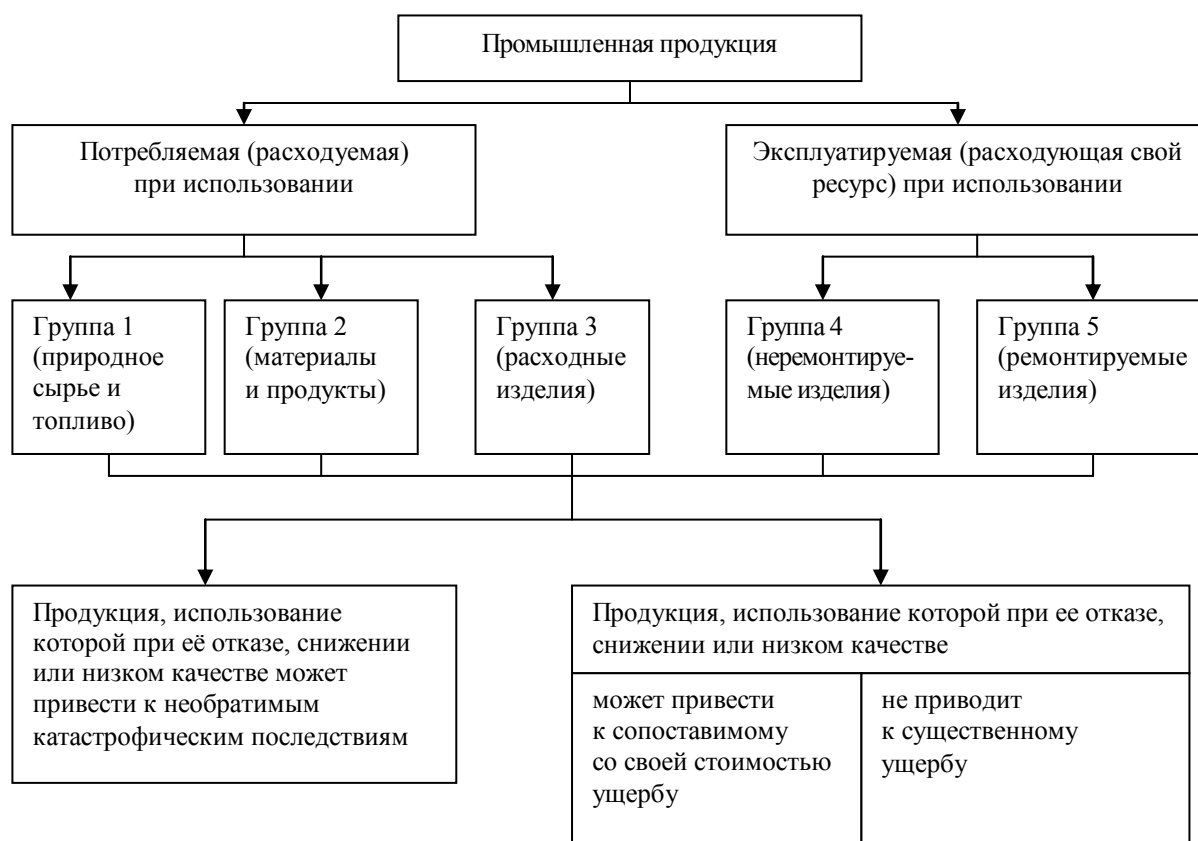 Промышленная продукция
Потребляемая (расходуемая)
при использовании
Эксплуатируемая (расходующая свой
ресурс) при использовании
Группа 1
(природное
сырье и
топливо)
Группа 2
(материалы
и продукты)
Группа 3
(расходные
изделия)
Группа 4
(неремонтируе-
мые изделия)
Группа 5
(ремонтируемые
изделия)
Продукция, использование
которой при её отказе, снижении
или низком качестве может
привести к необратимым
катастрофическим последствиям
Продукция, использование которой при ее отказе,
снижении или низком качестве
может привести
к сопоставимому
со своей стоимостью
ущербу
не приводит
к существенному
ущербу